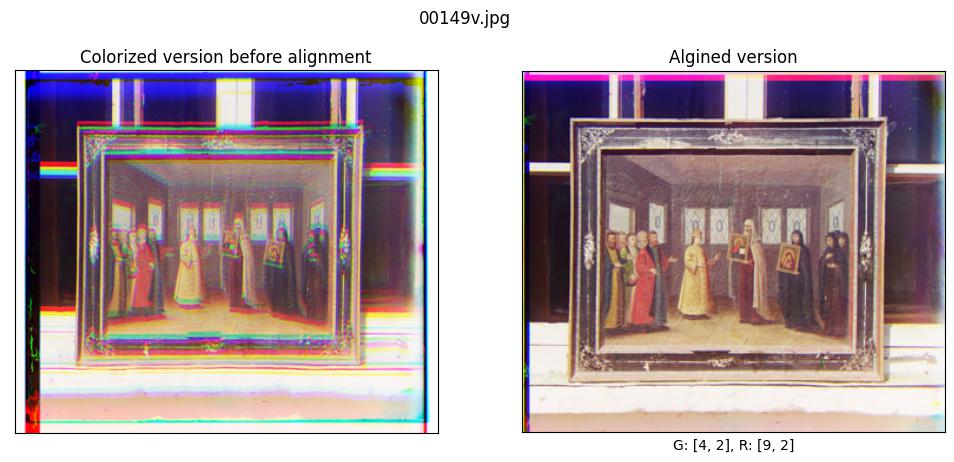 00149v.jpg
Colorized version before alignment
Algined version
G: [4, 2], R: [9, 2]